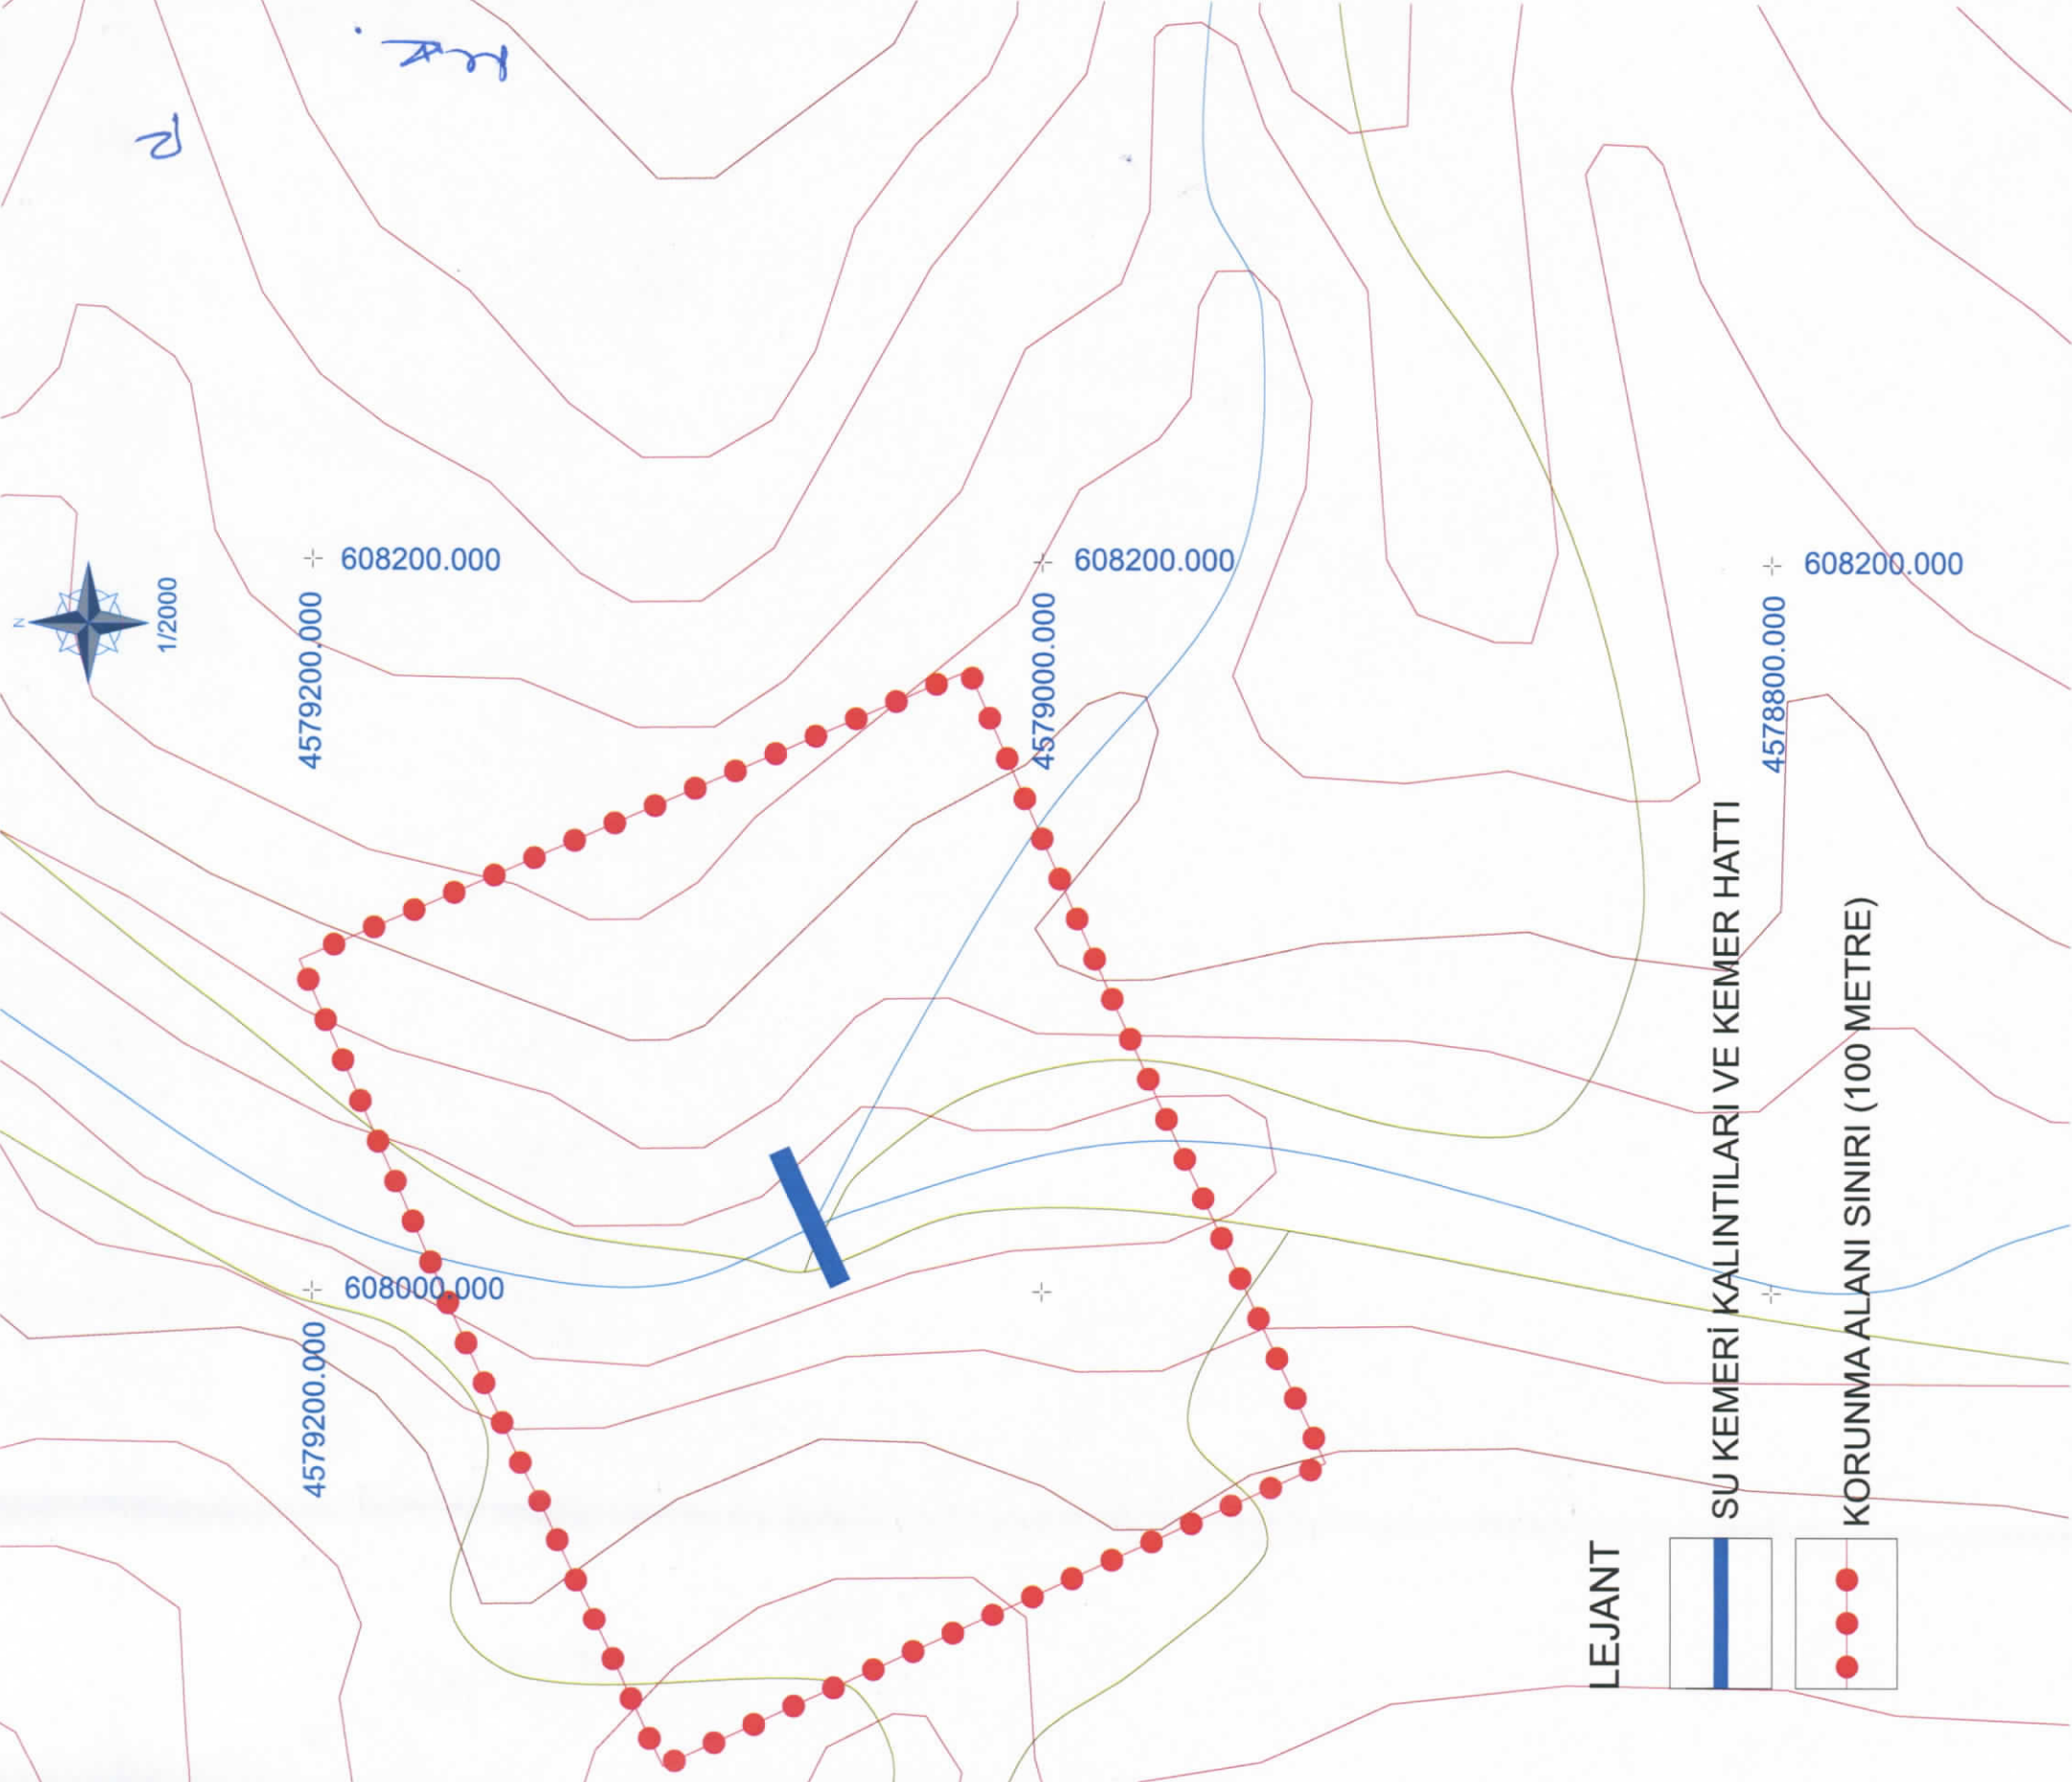 N
1/2000
608200.000
4579200.000
608200.000
4579000.000
608200.000
4578800.000
608000.000
4579200.000
LEJANT
SU KEMERİ KALINTILARI VE KEMER HATTI
KORUNMA ALANI SINIRI (100 METRE)